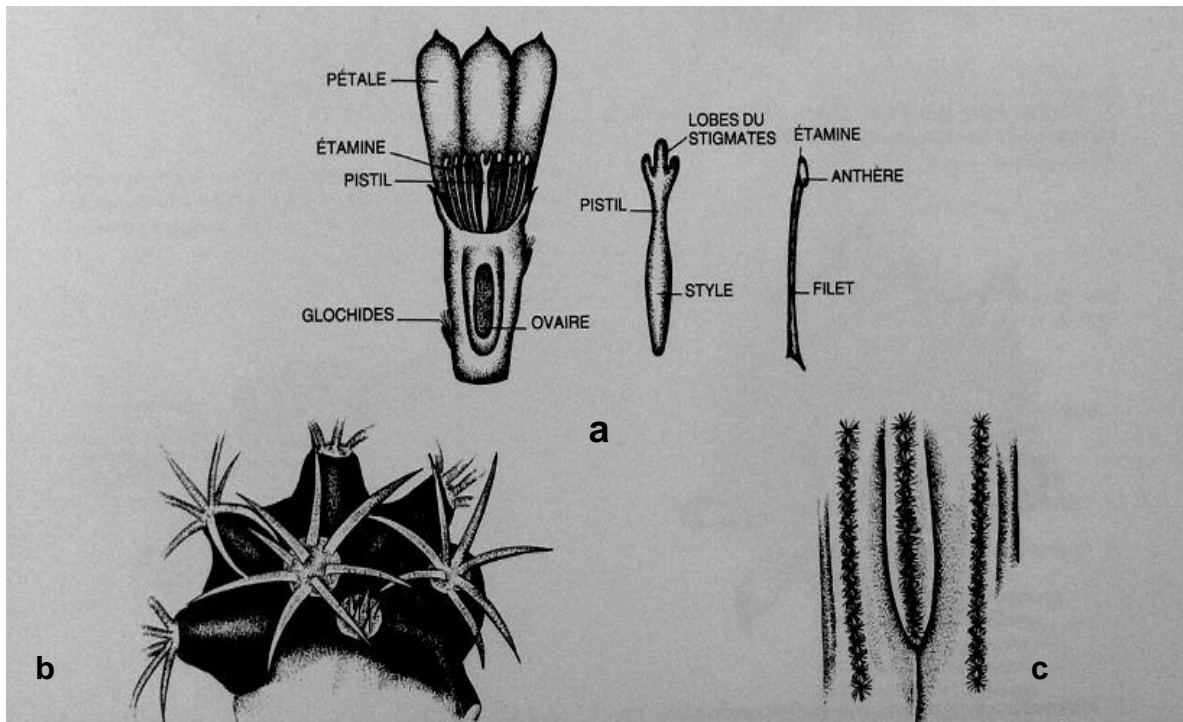 PÉTALE
ÉTAMINE
PISTIL
GLOCHIDES
OVAIRE
LOBES DU
STIGMATES
PISTIL
STYLE
ÉTAMINE
ANTHÈRE
FILET
a
b
c